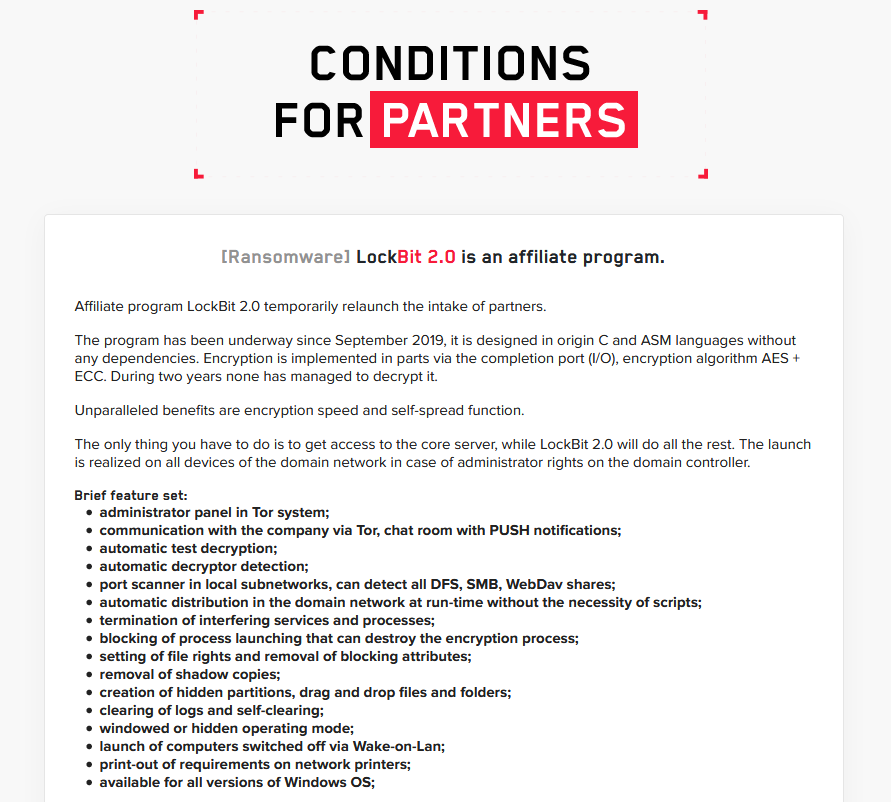 CONDITIONS
FOR PARTNERS
[Ransomware] LockBit 2.0 is an affiliate program.
Affiliate program LockBit 2.0 temporarily relaunch the intake of partners.
The program has been underway since September 2019, it is designed in origin C and ASM languages without
any dependencies. Encryption is implemented in parts via the completion port (I/O), encryption algorithm AES +
ECC. During two years none has managed to decrypt it.
Unparalleled benefits are encryption speed and self-spread function.
The only thing you have to do is to get access to the core server, while LockBit 2.0 will do all the rest. The launch
is realized on all devices of the domain network in case of administrator rights on the domain controller.
Brief feature set:
• administrator panel in Tor system;
• communication with the company via Tor, chat room with PUSH notifications;
• automatic test decryption;
• automatic decryptor detection;
• port scanner in local subnetworks, can detect all DFS, SMB, WebDav shares;
• automatic distribution in the domain network at run-time without the necessity of scripts;
• termination of interfering services and processes;
• blocking of process launching that can destroy the encryption process;
• setting of file rights and removal of blocking attributes;
• removal of shadow copies;
• creation of hidden partitions, drag and drop files and folders;
• clearing of logs and self-clearing;
• windowed or hidden operating mode;
• launch of computers switched off via Wake-on-Lan;
• print-out of requirements on network printers;
• available for all versions of Windows OS;